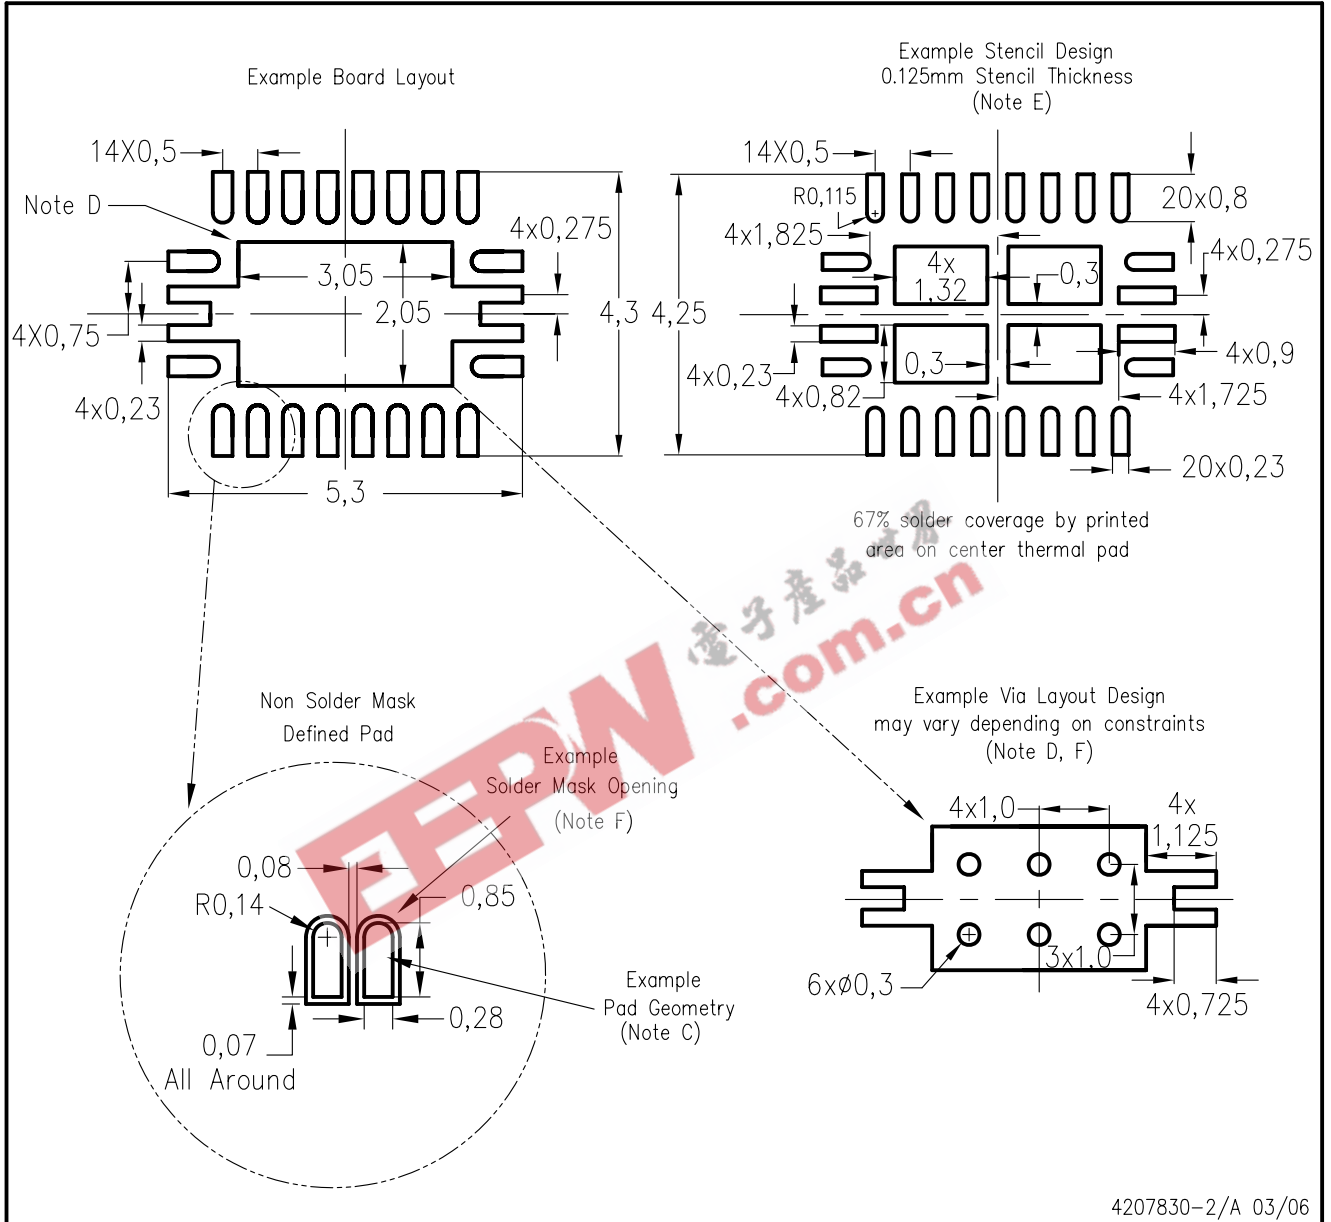 Example Board Layout
14X0,5
Note D
4x0,275
3,05
2,05
4,3
4X0,75
4x0,23
5,3
Example Stencil Design
0.125mm Stencil Thickness
(Note E)
14X0,5
R0,115
20x0,8
4x1,825
4x0,275
4x
1,32
0,3
4,25
0,3
4x0,9
4x0,23
4x0,82
4x1,725
20x0,23
67% solder coverage by printed
area on center thermal pad
電子產品世界
.com.cn
EEPW
Non Solder Mask
Defined Pad
Example
Solder Mask Opening
(Note F)
0,08
R0,14
0,85
Example
Pad Geometry
(Note C)
0,28
0,07
All Around
Example Via Layout Design
may vary depending on constraints
(Note D, F)
4x1,0
4x
1,125
3x1,0
6xø0,3
4x0,725
4207830-2/A 03/06